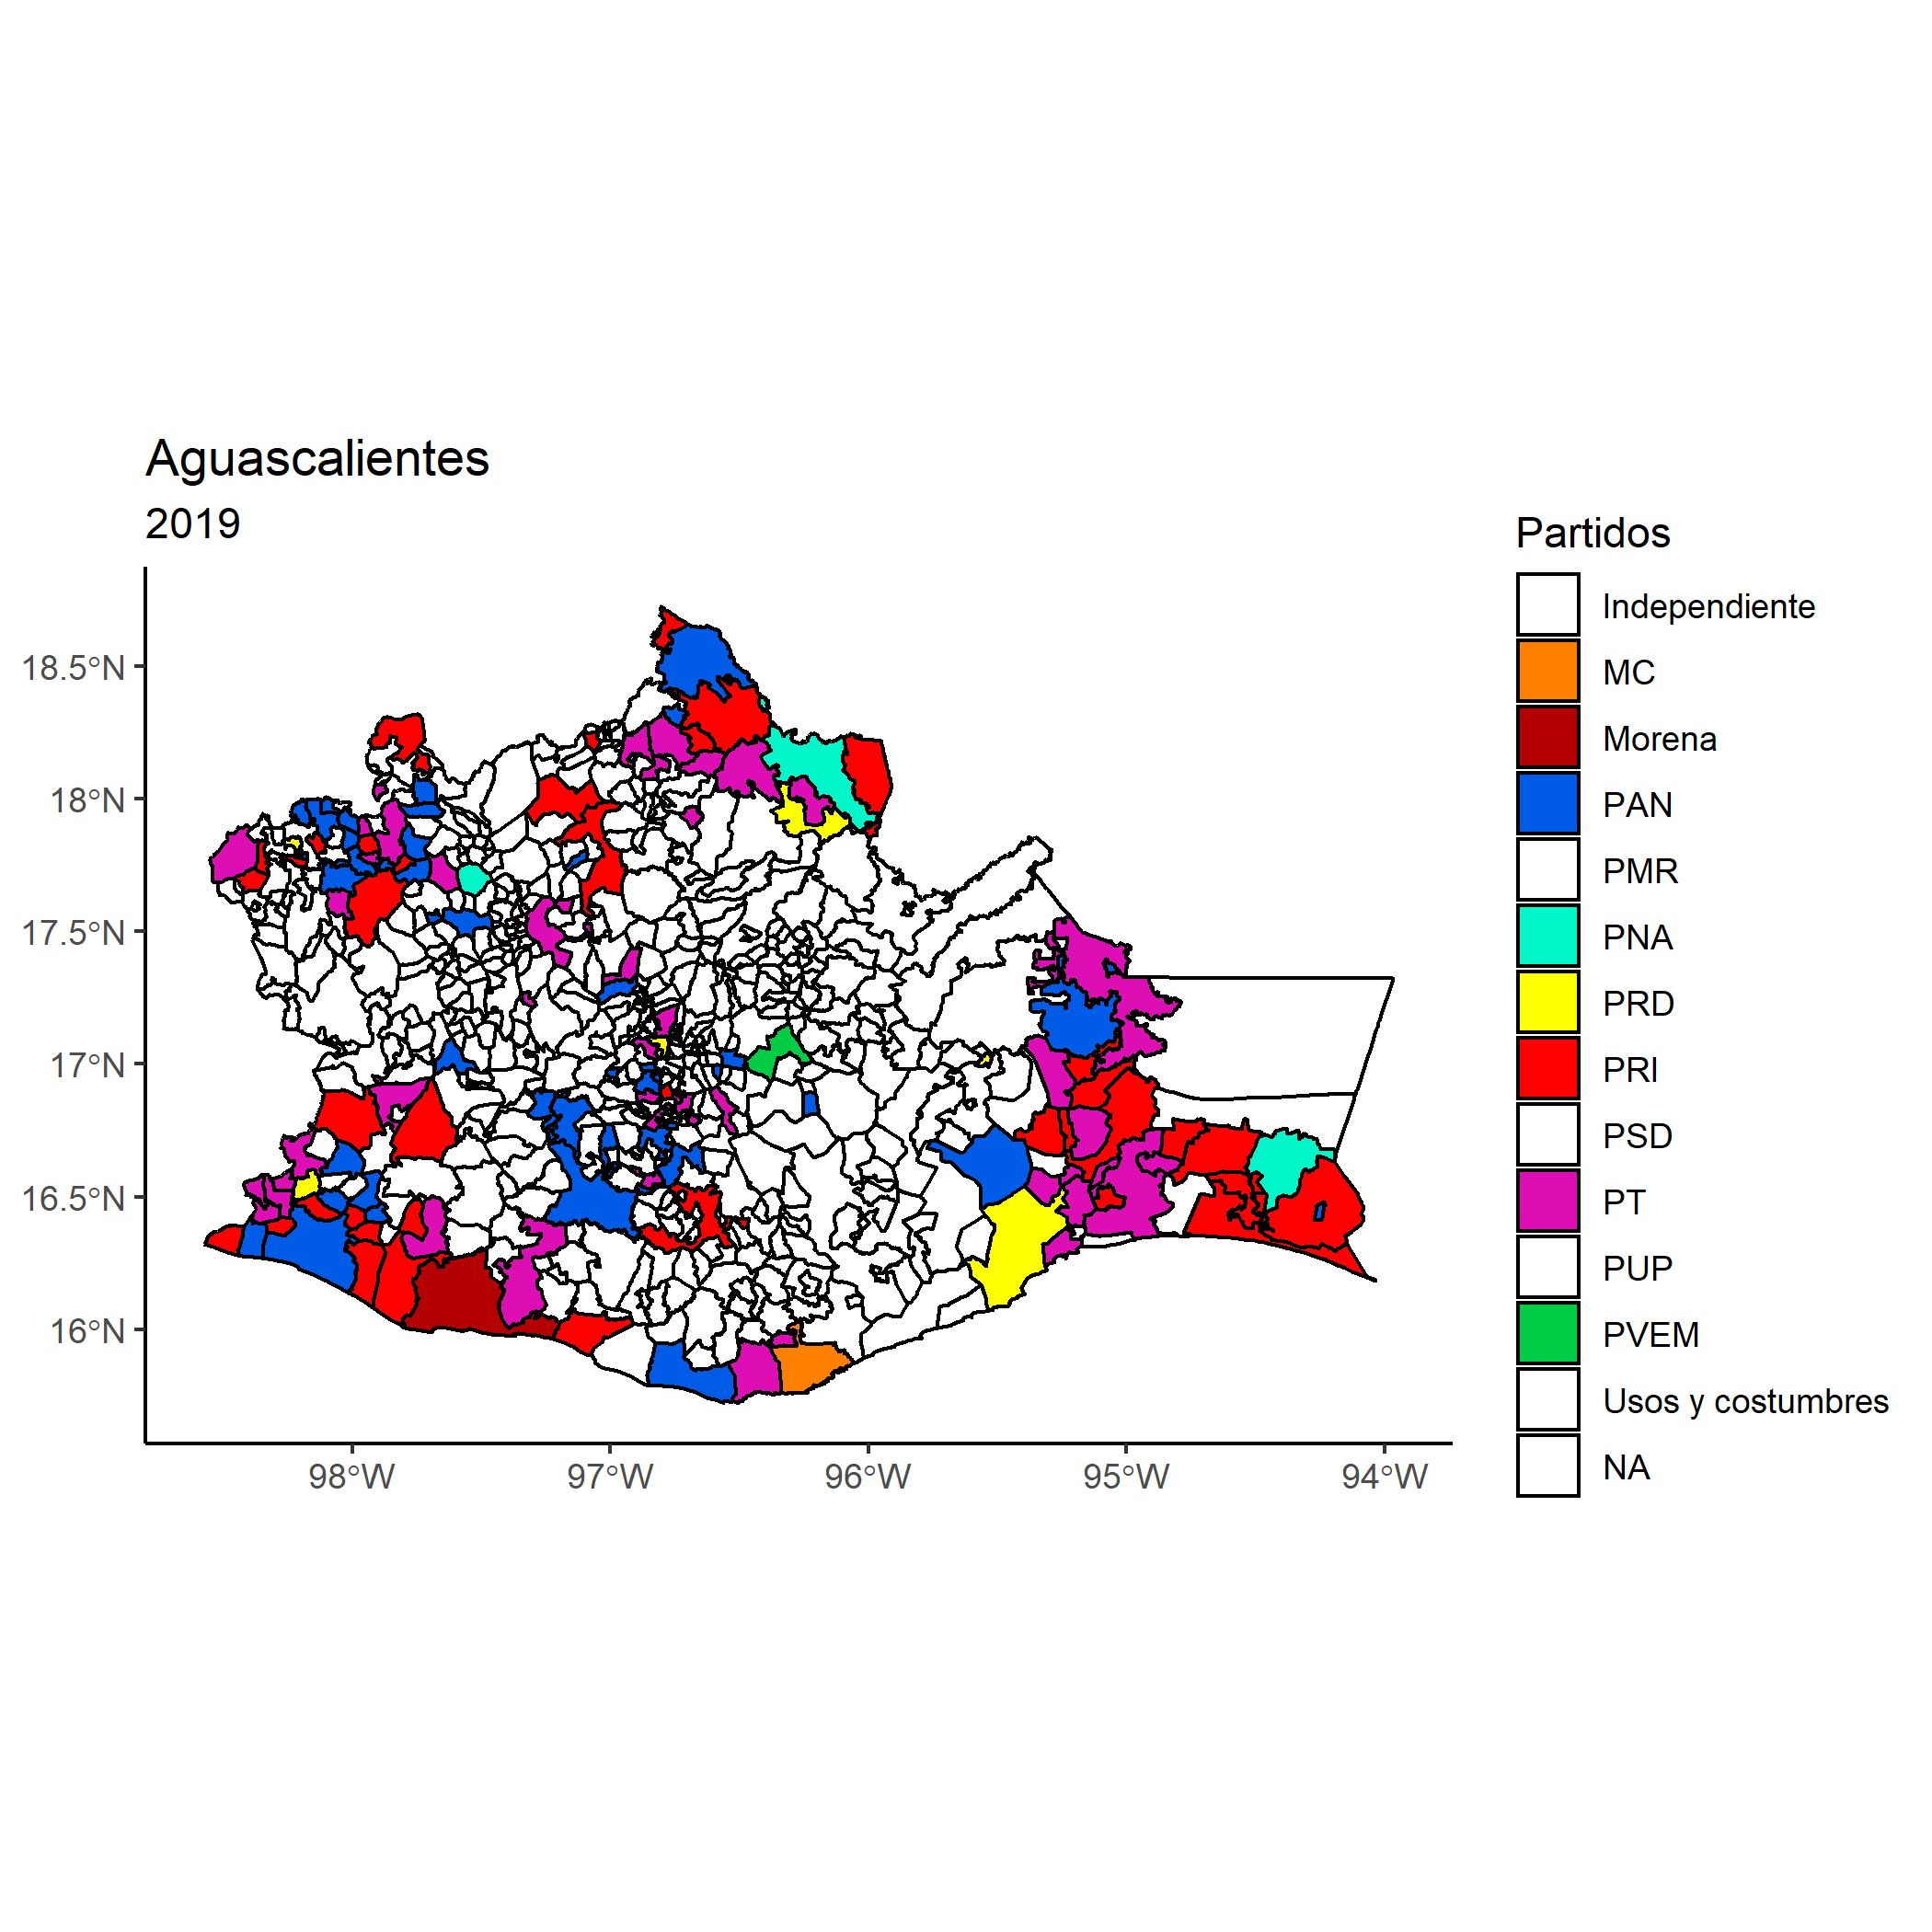 Aguascalientes
2019
18.5°N
18°N
17.5°N
17°N
16.5°N
16°N
98°W
97°W
96°W
95°W
94°W
Partidos
Independiente
MC
Morena
PAN
PMR
PNA
PRD
PRI
PSD
PT
PUP
PVEM
Usos y costumbres
NA